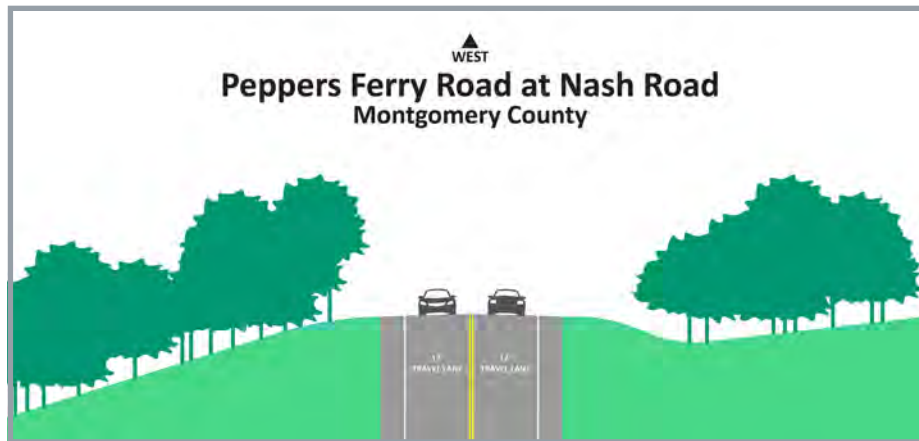 WEST
Peppers Ferry Road at Nash Road
Montgomery County
TRAVEL LANE
TRAVEL LANE